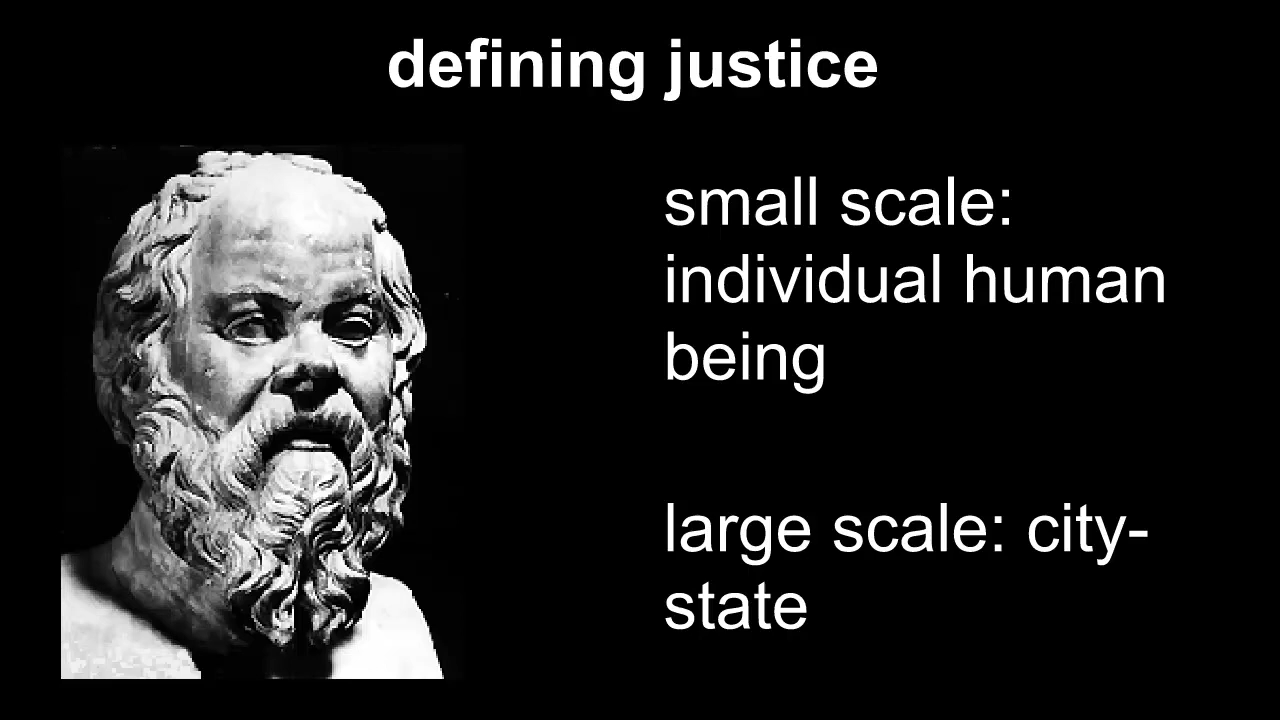 defining justice
small scale:
individual human
being
large scale: city-
state